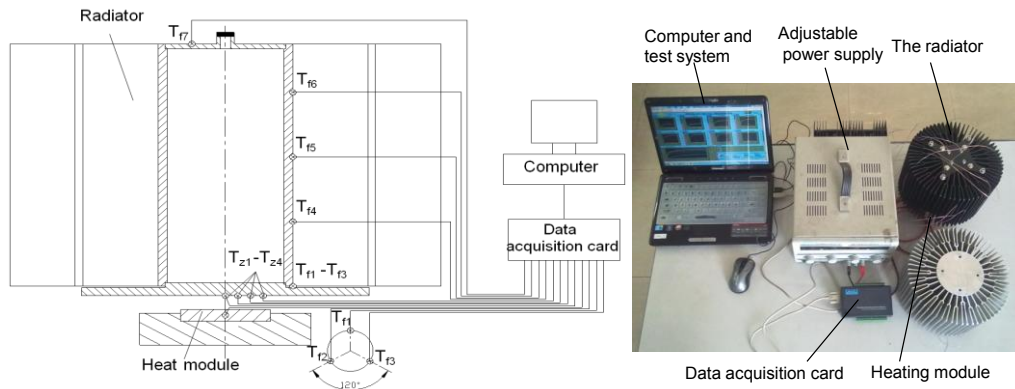 Radiator
Tf7
Tf6
Tf5
Tf4
Tz1-Tz4
Tf1-Tf3
Computer
Data
acquisition card
Heat module
Tf1
Tf2
Tf3
120°
Computer and
test system
Adjustable
power supply
The radiator
Data acquisition card
Heating module